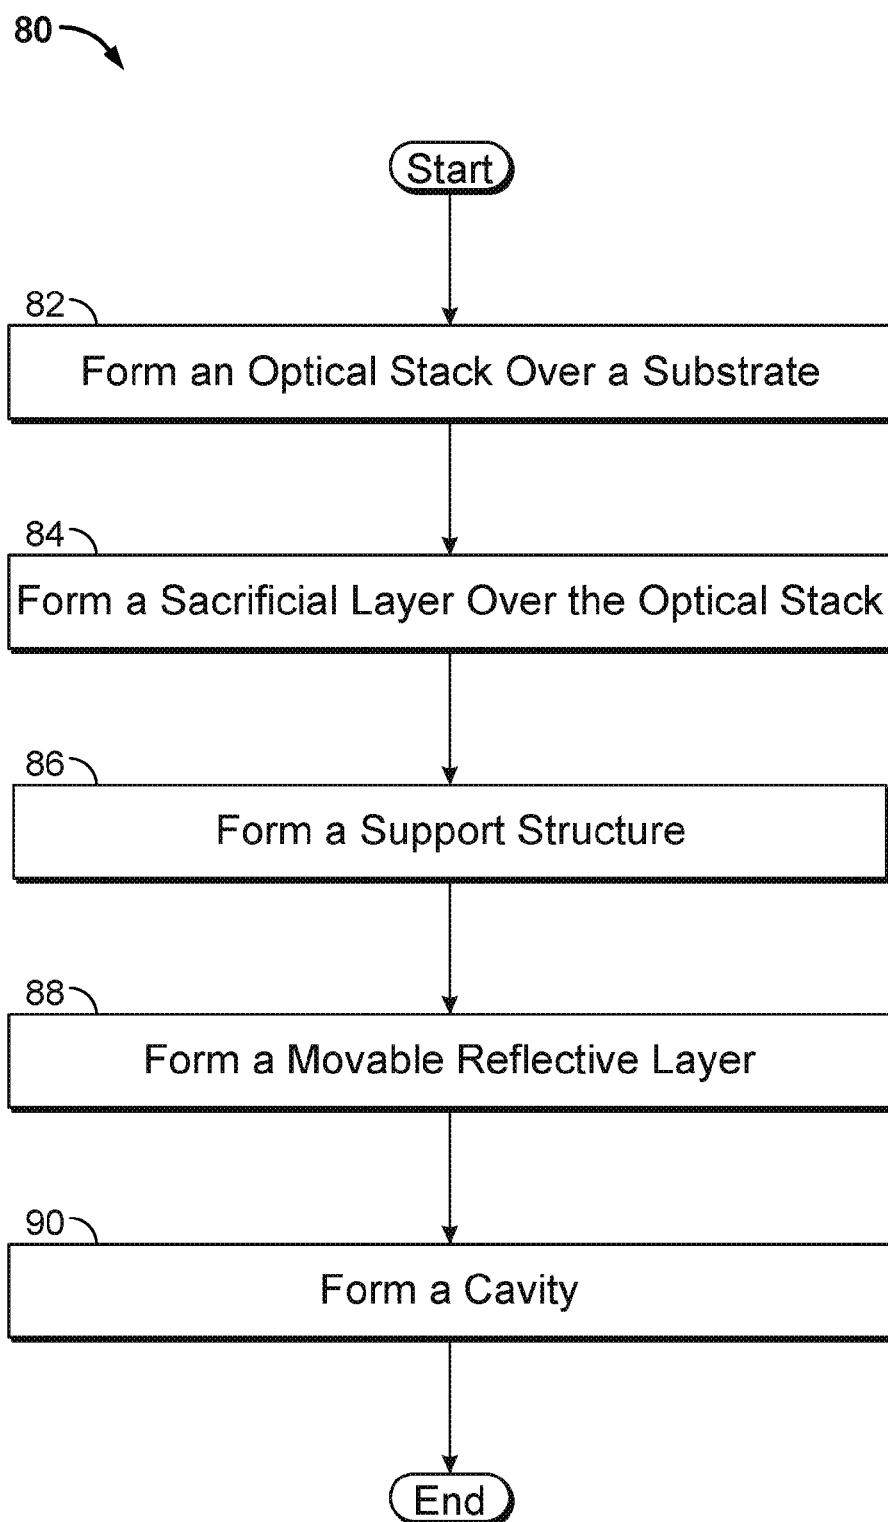 80
Start
82
Form an Optical Stack Over a Substrate
84
Form a Sacrificial Layer Over the Optical Stack
86
Form a Support Structure
88
Form a Movable Reflective Layer
90
Form a Cavity
End